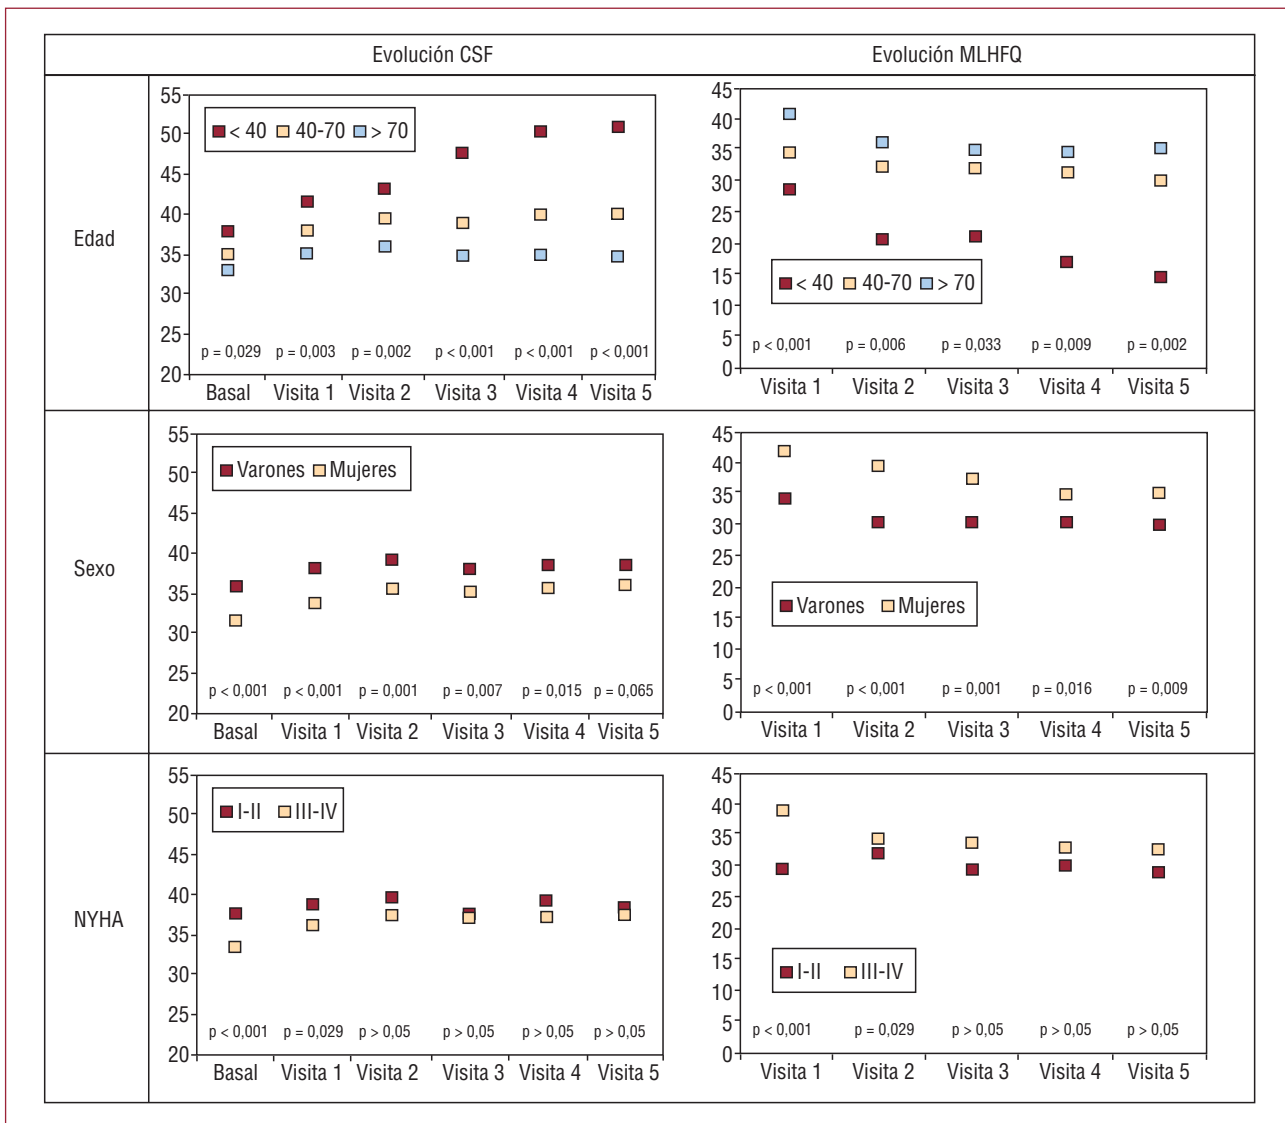 Evolución CSF
Evolución MLHFQ
Edad
55
50
45
40
35
30
25
20
< 40 40-70 > 70
p = 0,029 p = 0,003 p = 0,002 p < 0,001 p < 0,001 p < 0,001
Basal Visita 1 Visita 2 Visita 3 Visita 4 Visita 5
45
40
35
30
25
20
15
10
5
0
< 40 40-70 > 70
p < 0,001 p = 0,006 p = 0,033 p = 0,009 p = 0,002
Visita 1 Visita 2 Visita 3 Visita 4 Visita 5
Sexo
55
50
45
40
35
30
25
20
Varones Mujeres
p < 0,001 p < 0,001 p = 0,001 p = 0,007 p = 0,015 p = 0,065
Basal Visita 1 Visita 2 Visita 3 Visita 4 Visita 5
45
40
35
30
25
20
15
10
5
0
Varones Mujeres
p < 0,001 p < 0,001 p = 0,001 p = 0,016 p = 0,009
Visita 1 Visita 2 Visita 3 Visita 4 Visita 5
NYHA
55
50
45
40
35
30
25
20
I-II III-IV
p < 0,001 p = 0,029 p > 0,05 p > 0,05 p > 0,05 p > 0,05
Basal Visita 1 Visita 2 Visita 3 Visita 4 Visita 5
45
40
35
30
25
20
15
10
5
0
I-II III-IV
p < 0,001 p = 0,029 p > 0,05 p > 0,05 p > 0,05
Visita 1 Visita 2 Visita 3 Visita 4 Visita 5